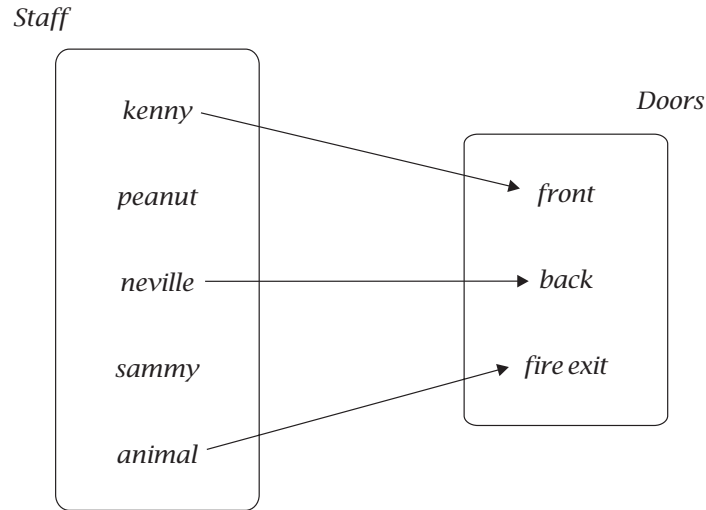 Staff
kenny
peanut
neville
sammy
animal
Doors
front
back
fire exit